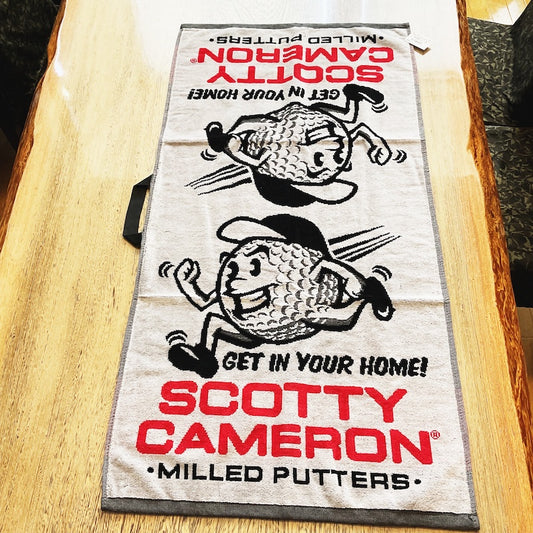 ·MILLED PUTTERS·
SCOTTY
CAMERON®
GET IN YOUR HOME!
GET IN YOUR HOME!
SCOTTY
CAMERON®
·MILLED PUTTERS·